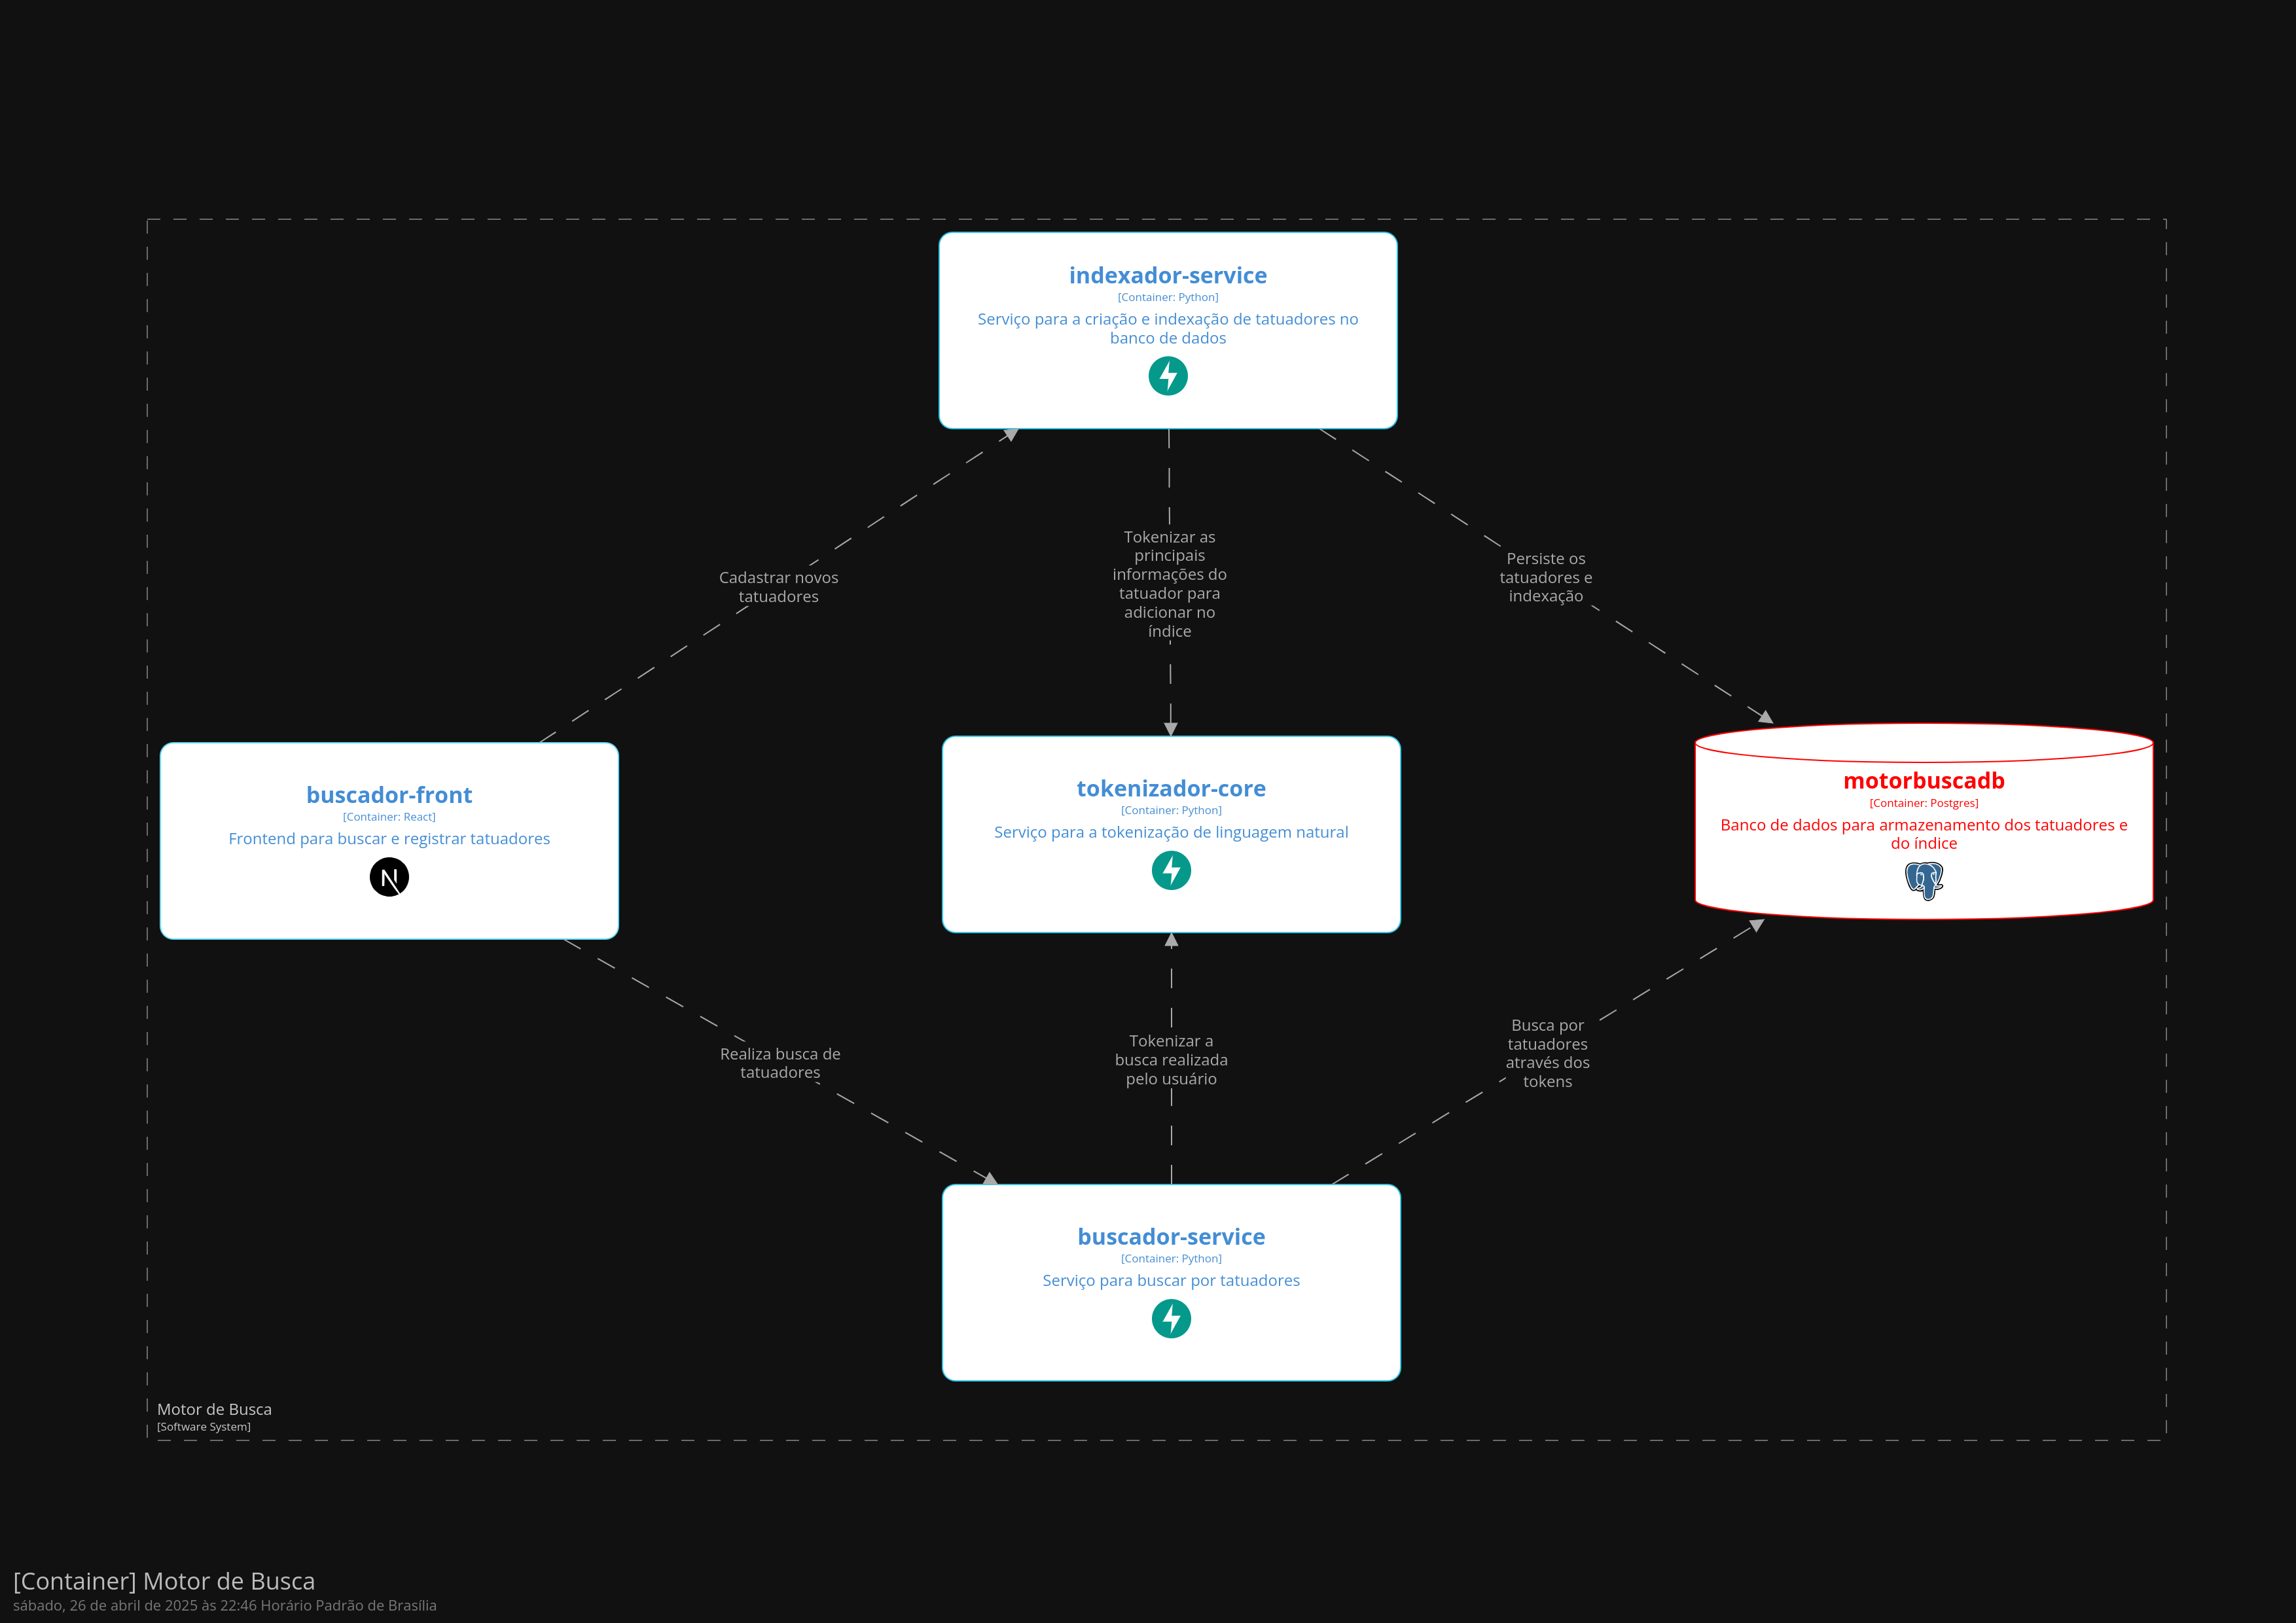 indexador-service
[Container: Python]
Serviço para a criação e indexação de tatuadores no
banco de dados
Cadastrar novos
tatuadores
Tokenizar as
principais
informações do
tatuador para
adicionar no
índice
Persiste os
tatuadores e
indexação
buscador-front
[Container: React]
Frontend para buscar e registrar tatuadores
N
tokenizador-core
[Container: Python]
Serviço para a tokenização de linguagem natural
motorbuscadb
[Container: Postgres]
Banco de dados para armazenamento dos tatuadores e
do índice
Realiza busca de
tatuadores
Tokenizar a
busca realizada
pelo usuário
Busca por
tatuadores
através dos
tokens
buscador-service
[Container: Python]
Serviço para buscar por tatuadores
Motor de Busca
[Software System]
[Container] Motor de Busca
sábado, 26 de abril de 2025 às 22:46 Horário Padrão de Brasília